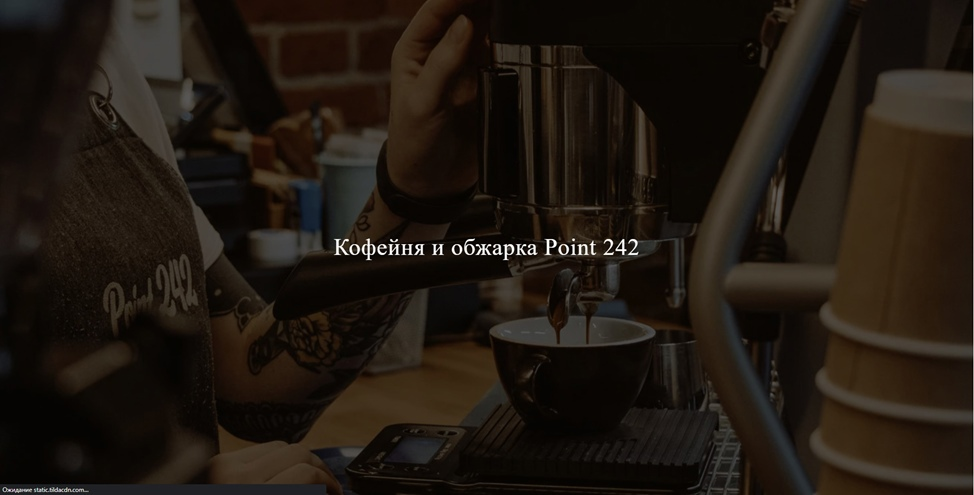 Кофейня и обжарка Point 242
Point 242
Ожидание static.tildacdn.com...